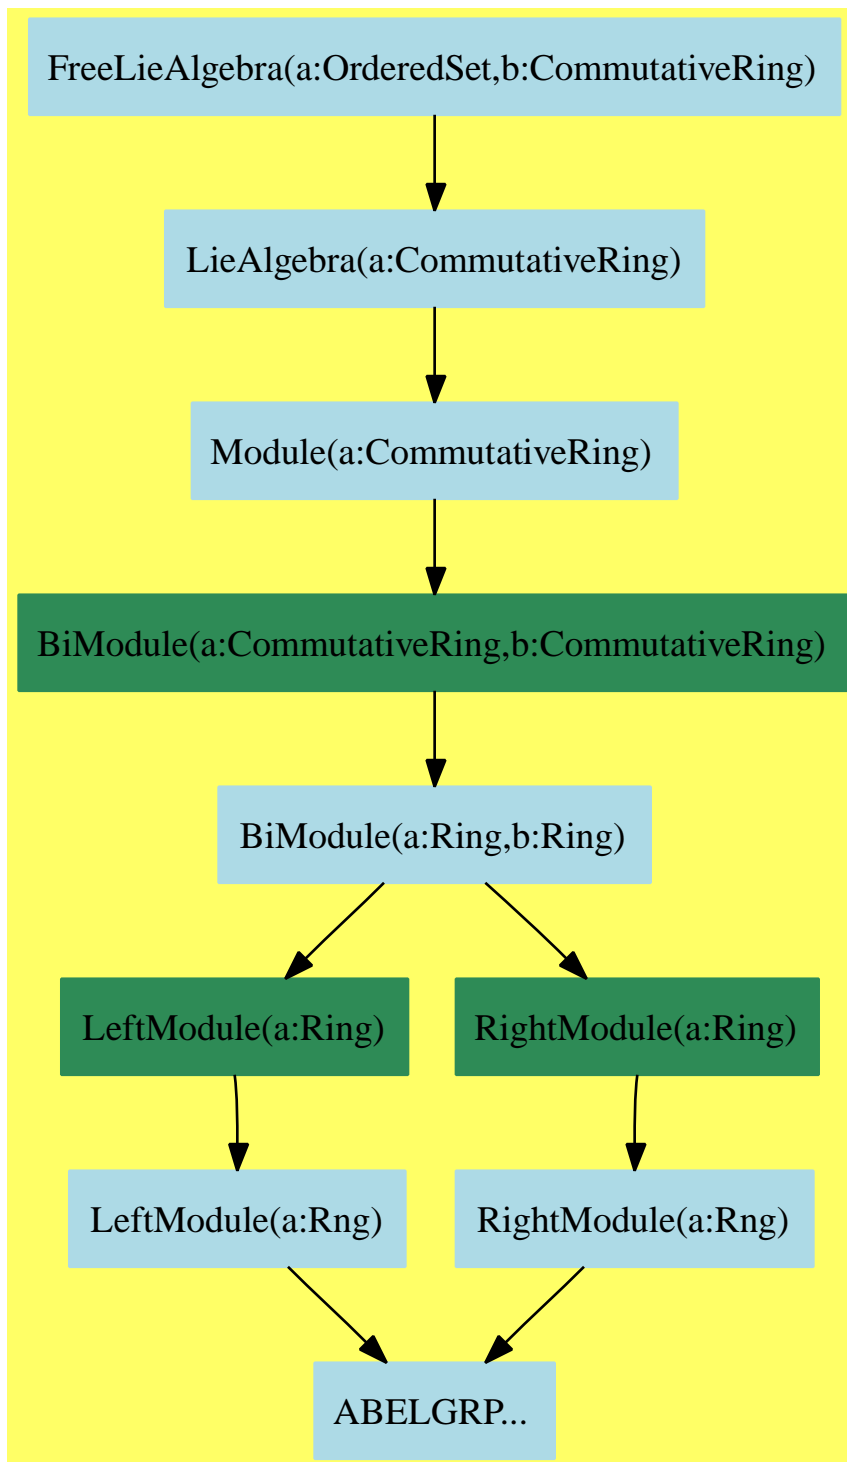 FreeLieAlgebra(a:OrderedSet,b:CommutativeRing)
LieAlgebra(a:CommutativeRing)
Module(a:CommutativeRing)
BiModule(a:CommutativeRing,b:CommutativeRing)
BiModule(a:Ring,b:Ring)
LeftModule(a:Ring)
RightModule(a:Ring)
LeftModule(a:Rng)
RightModule(a:Rng)
ABELGRP...